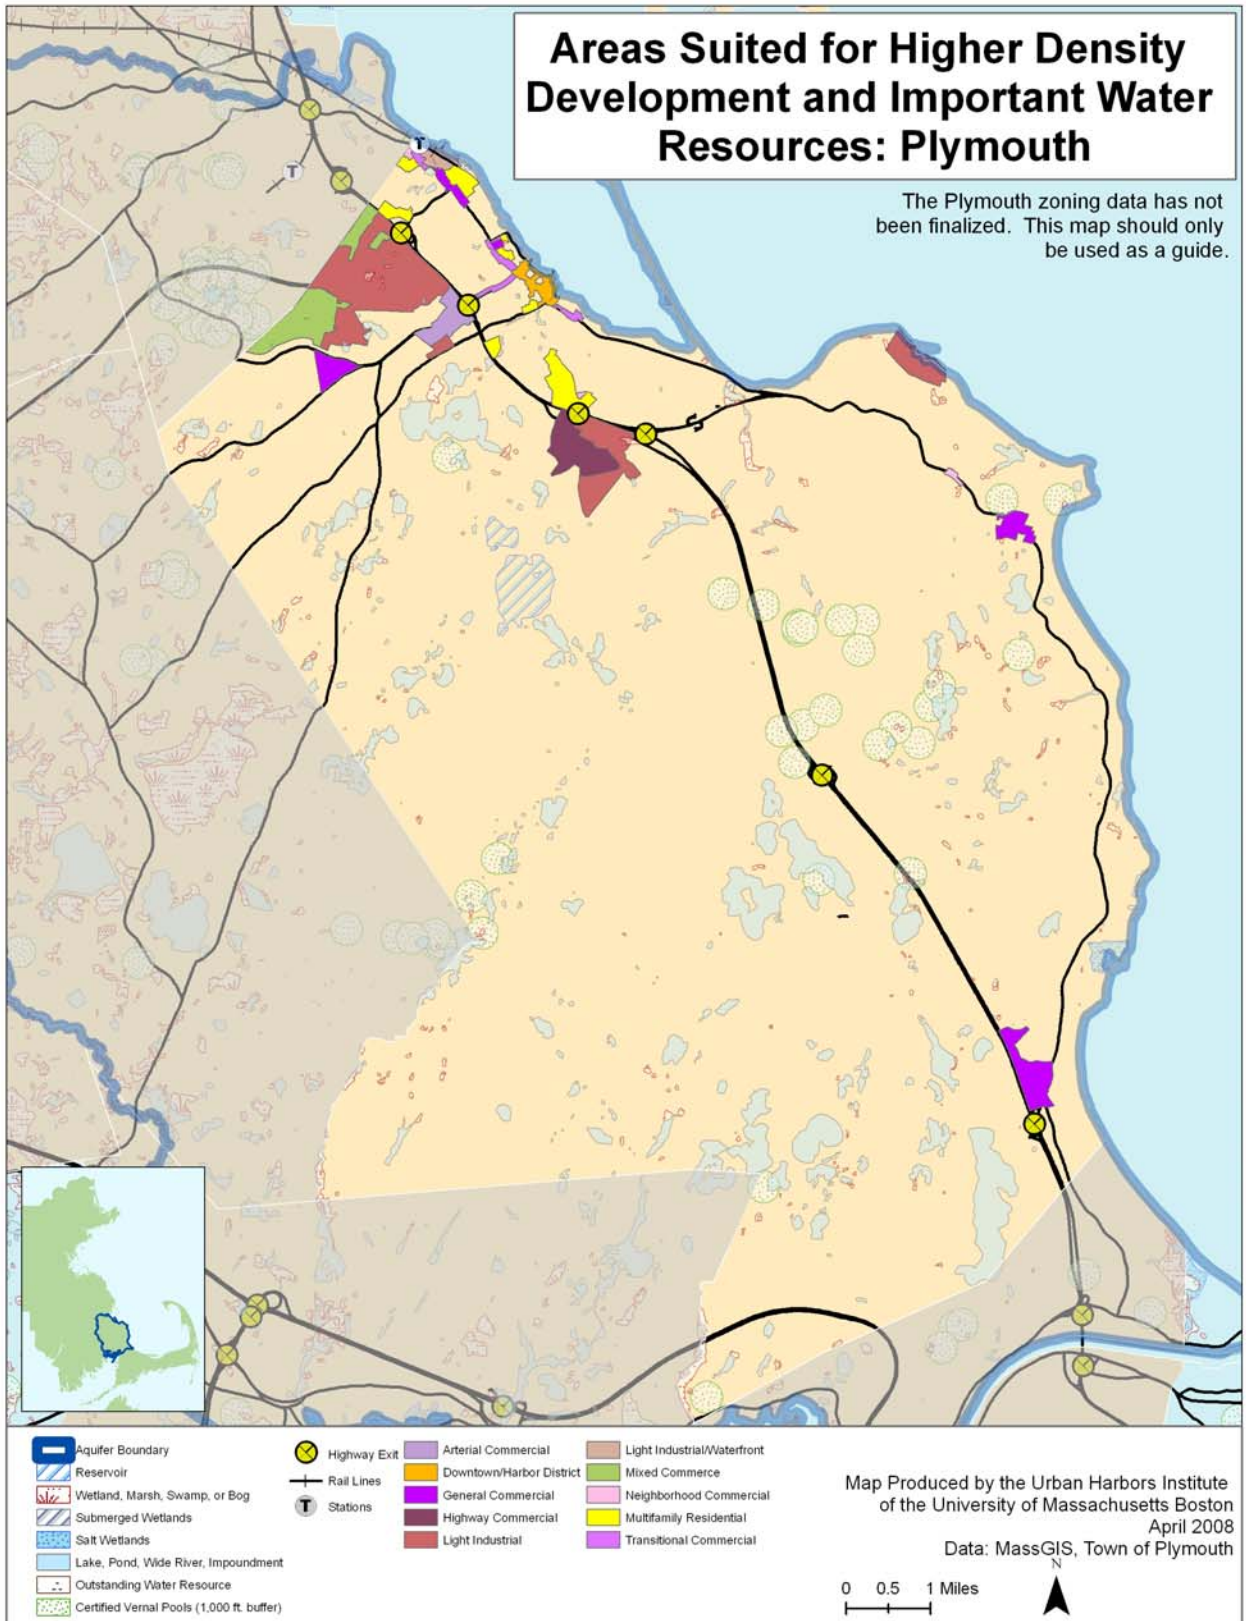 Areas Suited for Higher Density
Development and Important Water
Resources: Plymouth
The Plymouth zoning data has not
been finalized. This map should only
be used as a guide.
T
T
Aquifer Boundary
Reservoir
Wetland, Marsh, Swamp, or Bog
Submerged Wetlands
Salt Wetlands
Lake, Pond, Wide River, Impoundment
Outstanding Water Resource
Certified Vernal Pools (1,000 ft. buffer)
Highway Exit
Rail Lines
T Stations
Arterial Commercial
Downtown/Harbor District
General Commercial
Highway Commercial
Light Industrial
Light Industrial/Waterfront
Mixed Commerce
Neighborhood Commercial
Multifamily Residential
Transitional Commercial
Map Produced by the Urban Harbors Institute
of the University of Massachusetts Boston
April 2008
Data: MassGIS, Town of Plymouth
N
0 0.5 1 Miles